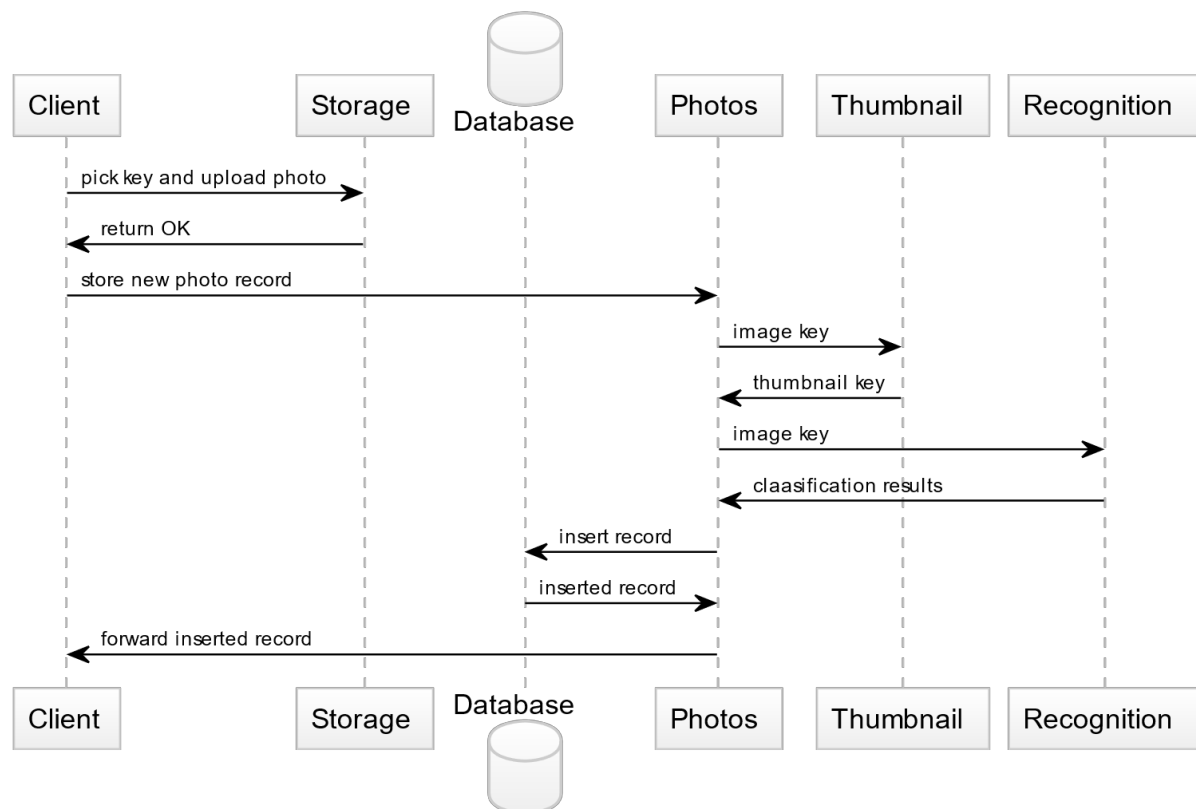 Client
Storage
Database
Photos
Thumbnail
Recognition
pick key and upload photo
return OK
store new photo record
image key
thumbnail key
image key
claasification results
insert record
inserted record
forward inserted record
Client
Storage
Database
Photos
Thumbnail
Recognition